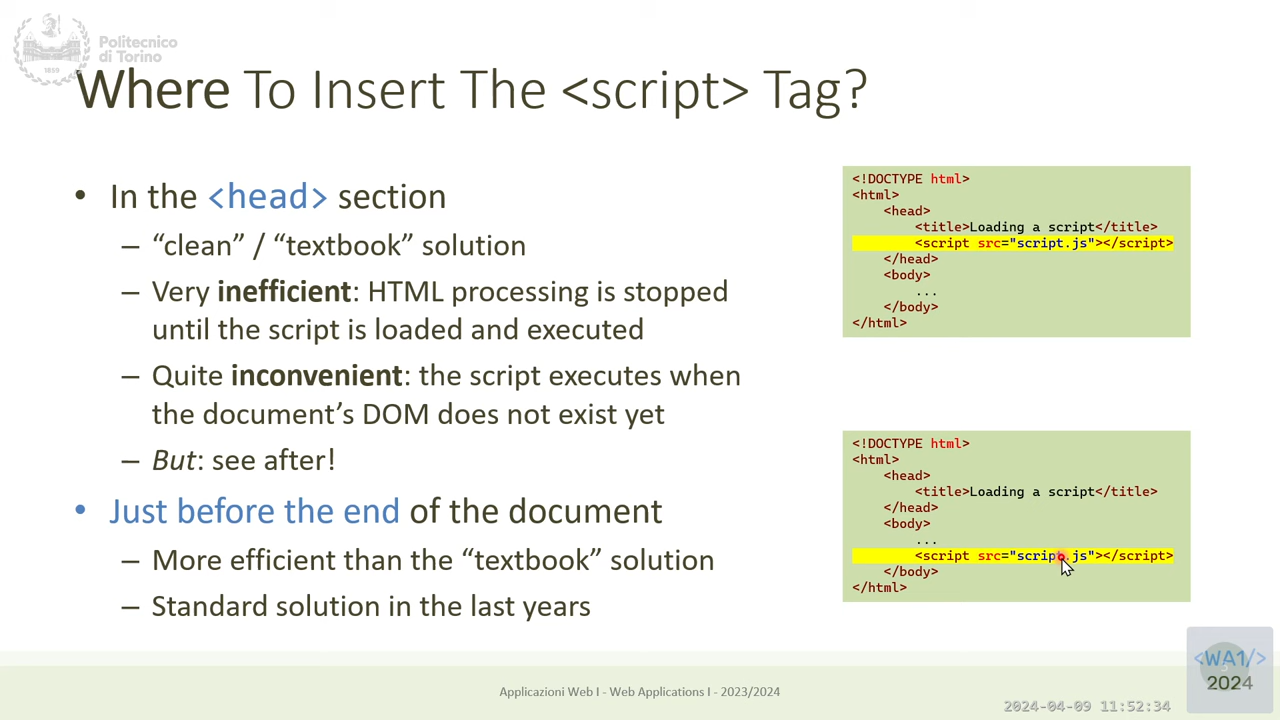 Politecnico
di Torino
1859
Where To Insert The <script> Tag?
• In the <head> section
– “clean” / “textbook” solution
– Very inefficient: HTML processing is stopped
until the script is loaded and executed
– Quite inconvenient: the script executes when
the document’s DOM does not exist yet
– But: see after!
• Just before the end of the document
– More efficient than the “textbook” solution
– Standard solution in the last years
<!DOCTYPE html>
<html>
<head>
<title>Loading a script</title>
<script src="script.js"></script>
</head>
<body>
...
</body>
</html>
<!DOCTYPE html>
<html>
<head>
<title>Loading a script</title>
</head>
<body>
...
<script src="script.js"></script>
</body>
</html>
Applicazioni Web I - Web Applications I - 2023/2024
<WA1/>
2024
2024-04-09 11:52:34